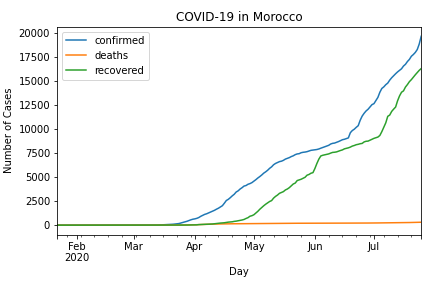 COVID-19 in Morocco
confirmed
deaths
recovered
Number of Cases
20000
17500
15000
12500
10000
7500
5000
2500
0
Feb
2020
Mar
Apr
May
Jun
Jul
Day